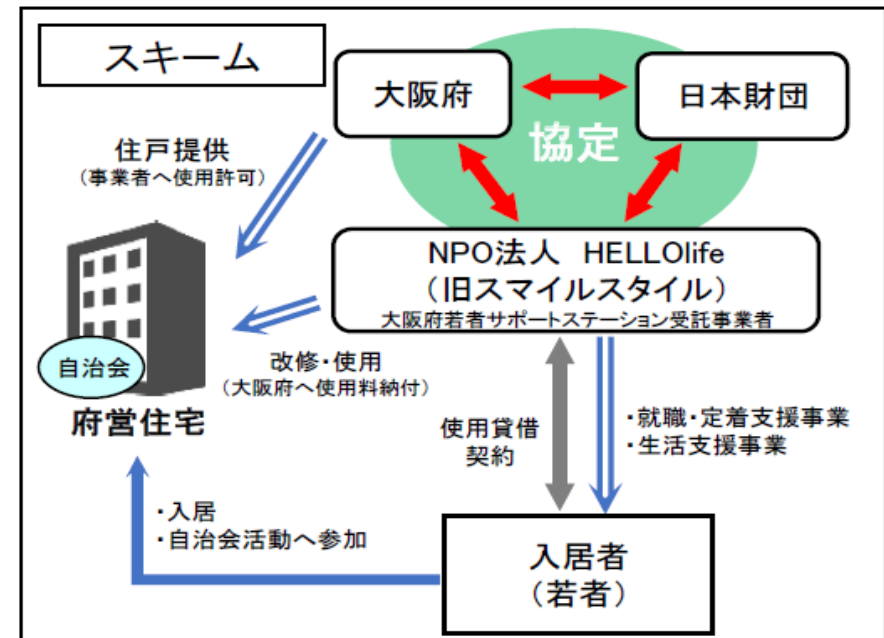 スキーム
大阪府
日本財団
協定
住戸提供
（事業者へ使用許可）
NPO法人　HELLOlife
（旧スマイルスタイル）
大阪府若者サポートステーション受託事業者
自治会
府営住宅
改修・使用
（大阪府へ使用料納付）
使用貸借
契約
・就職・定着支援事業
・生活支援事業
・入居
・自治会活動へ参加
入居者
（若者）